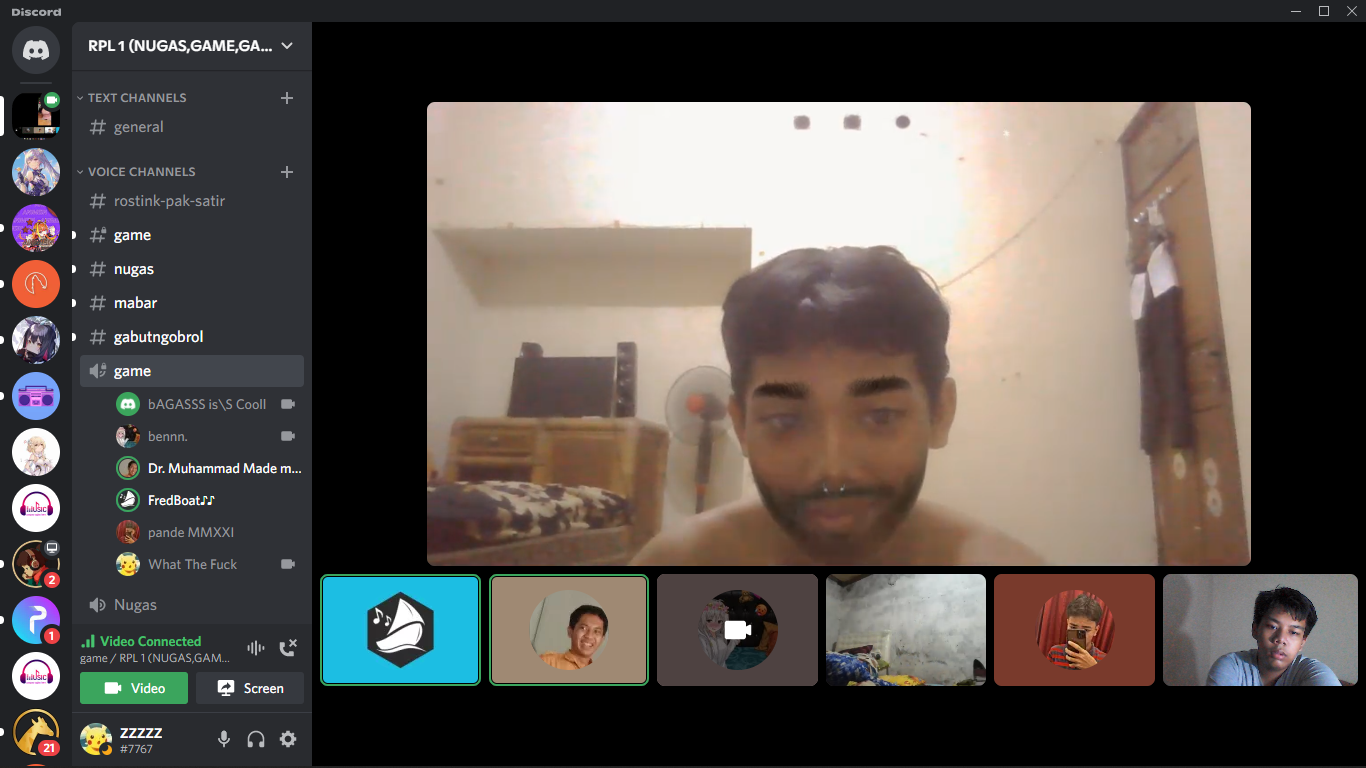 Discord
RPL 1 (NUGAS,GAME,GA...
TEXT CHANNELS
general
VOICE CHANNELS
rostink-pak-satir
game
nugas
mabar
gabutngobrol
game
bAGASSS is\S Cooll
bennn.
Dr. Muhammad Made m...
FredBoat♪♪
pande MMXXI
What The Fuck
Nugas
Video Connected
game / RPL 1 (NUGAS,GAM...
Video
Screen
zzzzz
#7767
MUSIC
2
1
MUSIC
21